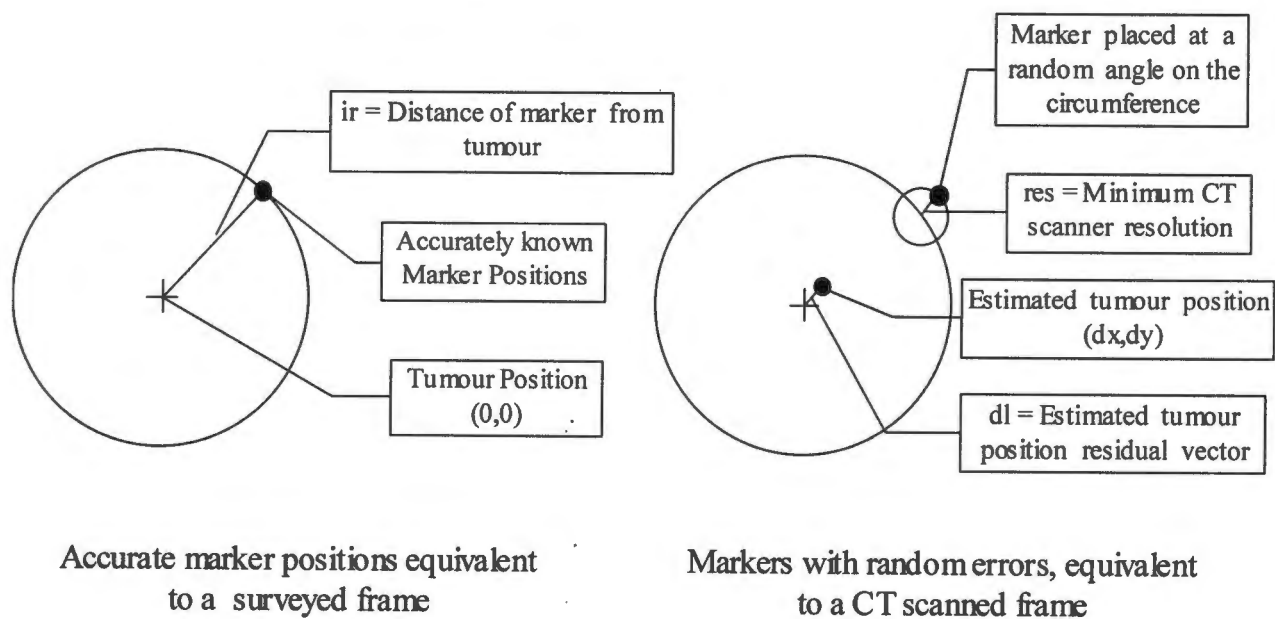 ir = Distance of marker from
tumour
Accurately known
Marker Positions
Tumour Position
(0,0)
Accurate marker positions equivalent
to a surveyed frame
Marker placed at a
random angle on the
circumference
res = Minimum CT
scanner resolution
Estimated tumour position
(dx,dy)
dl = Estimated tumour
position residual vector
Markers with random errors, equivalent
to a CT scanned frame